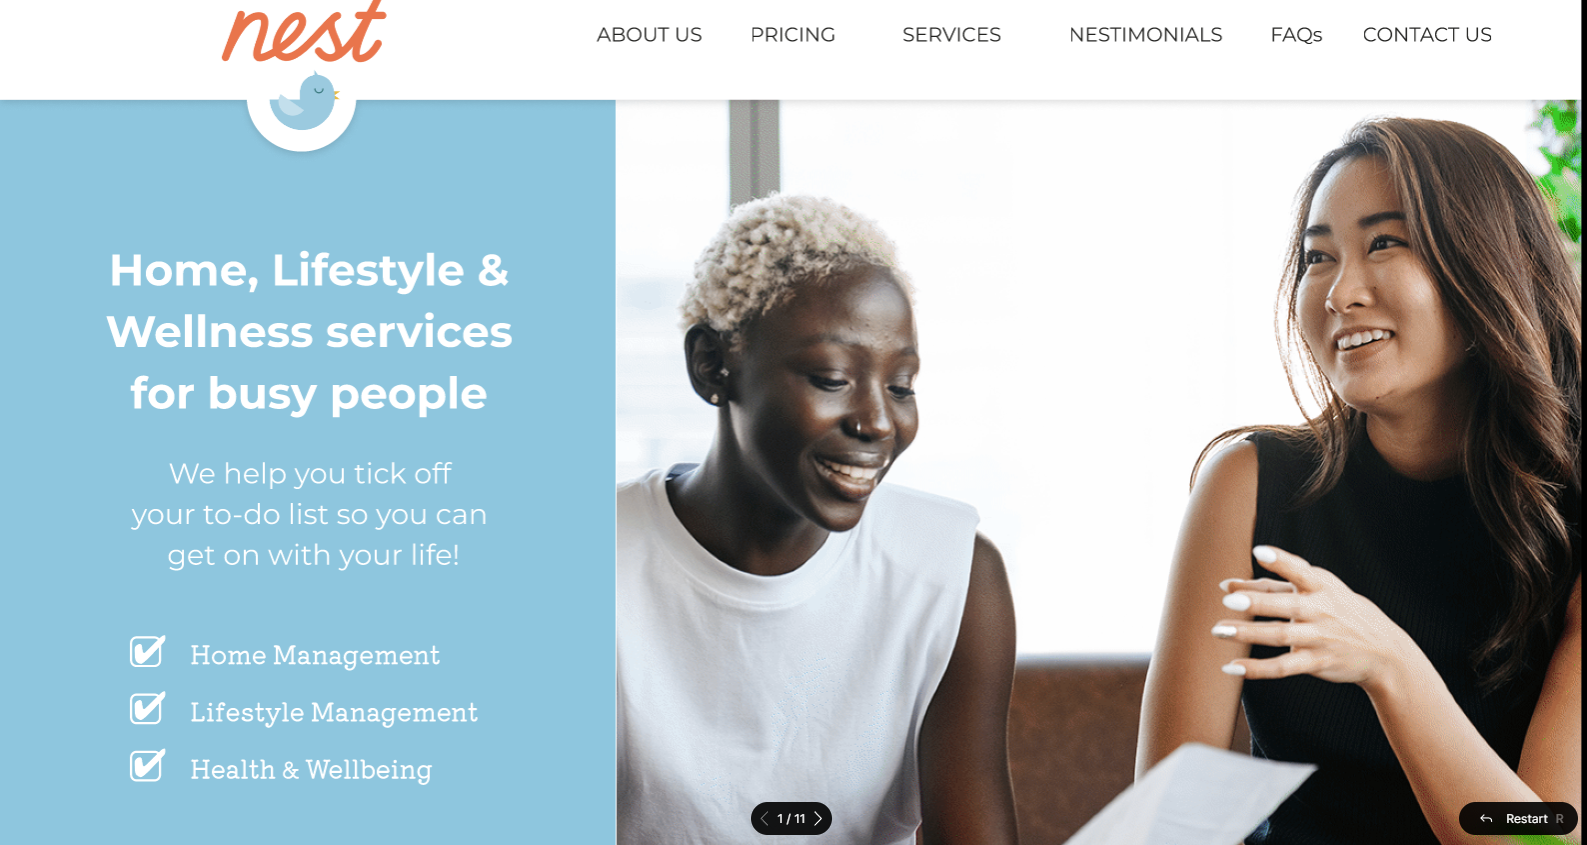 nest
ABOUT US PRICING SERVICES NESTIMONIALS FAQs CONTACT US
Home, Lifestyle &
Wellness services
for busy people
We help you tick off
your to-do list so you can
get on with your life!
Home Management
Lifestyle Management
Health & Wellbeing
1 / 11
Restart R